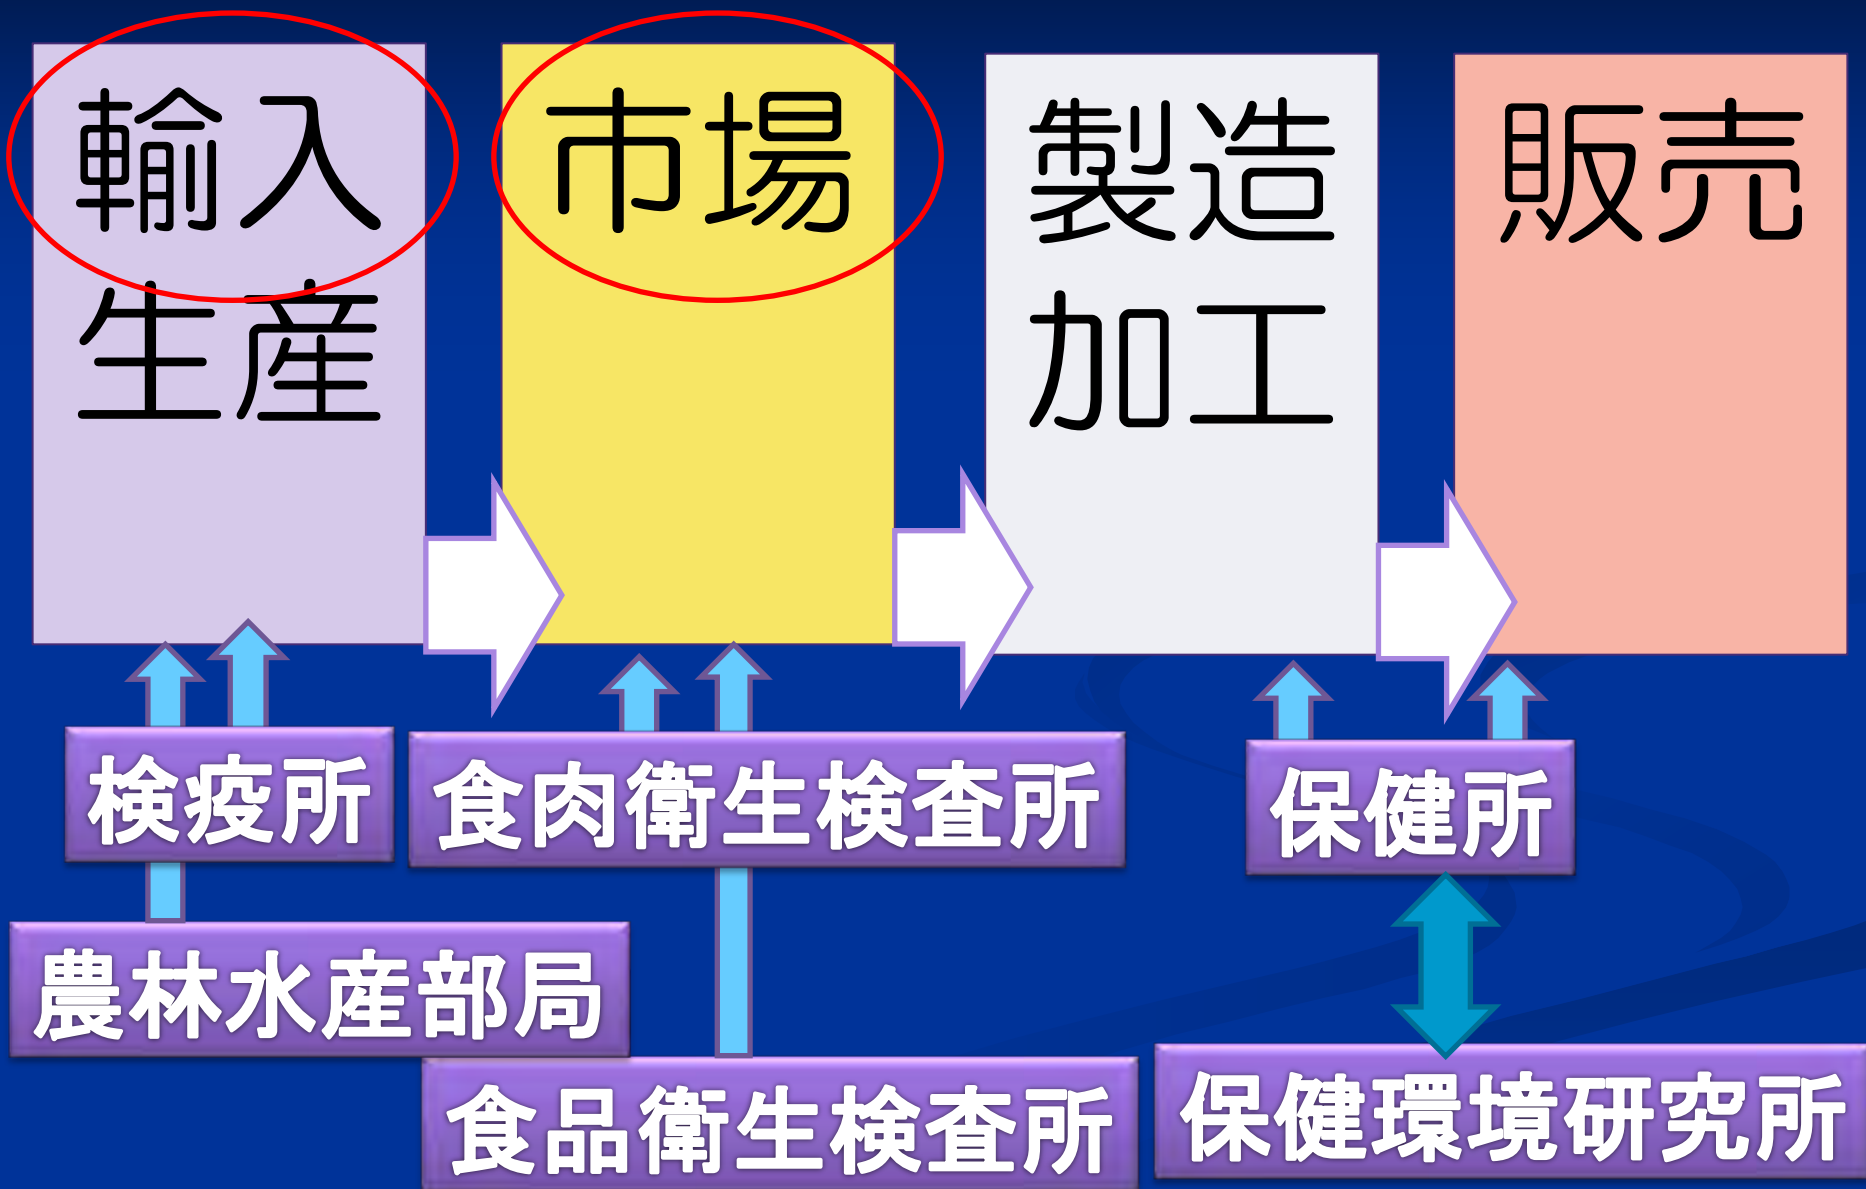 輸入
生産
市場
製造
加工
販売
検疫所
食肉衛生検査所
保健所
農林水産部局
食品衛生検査所
保健環境研究所